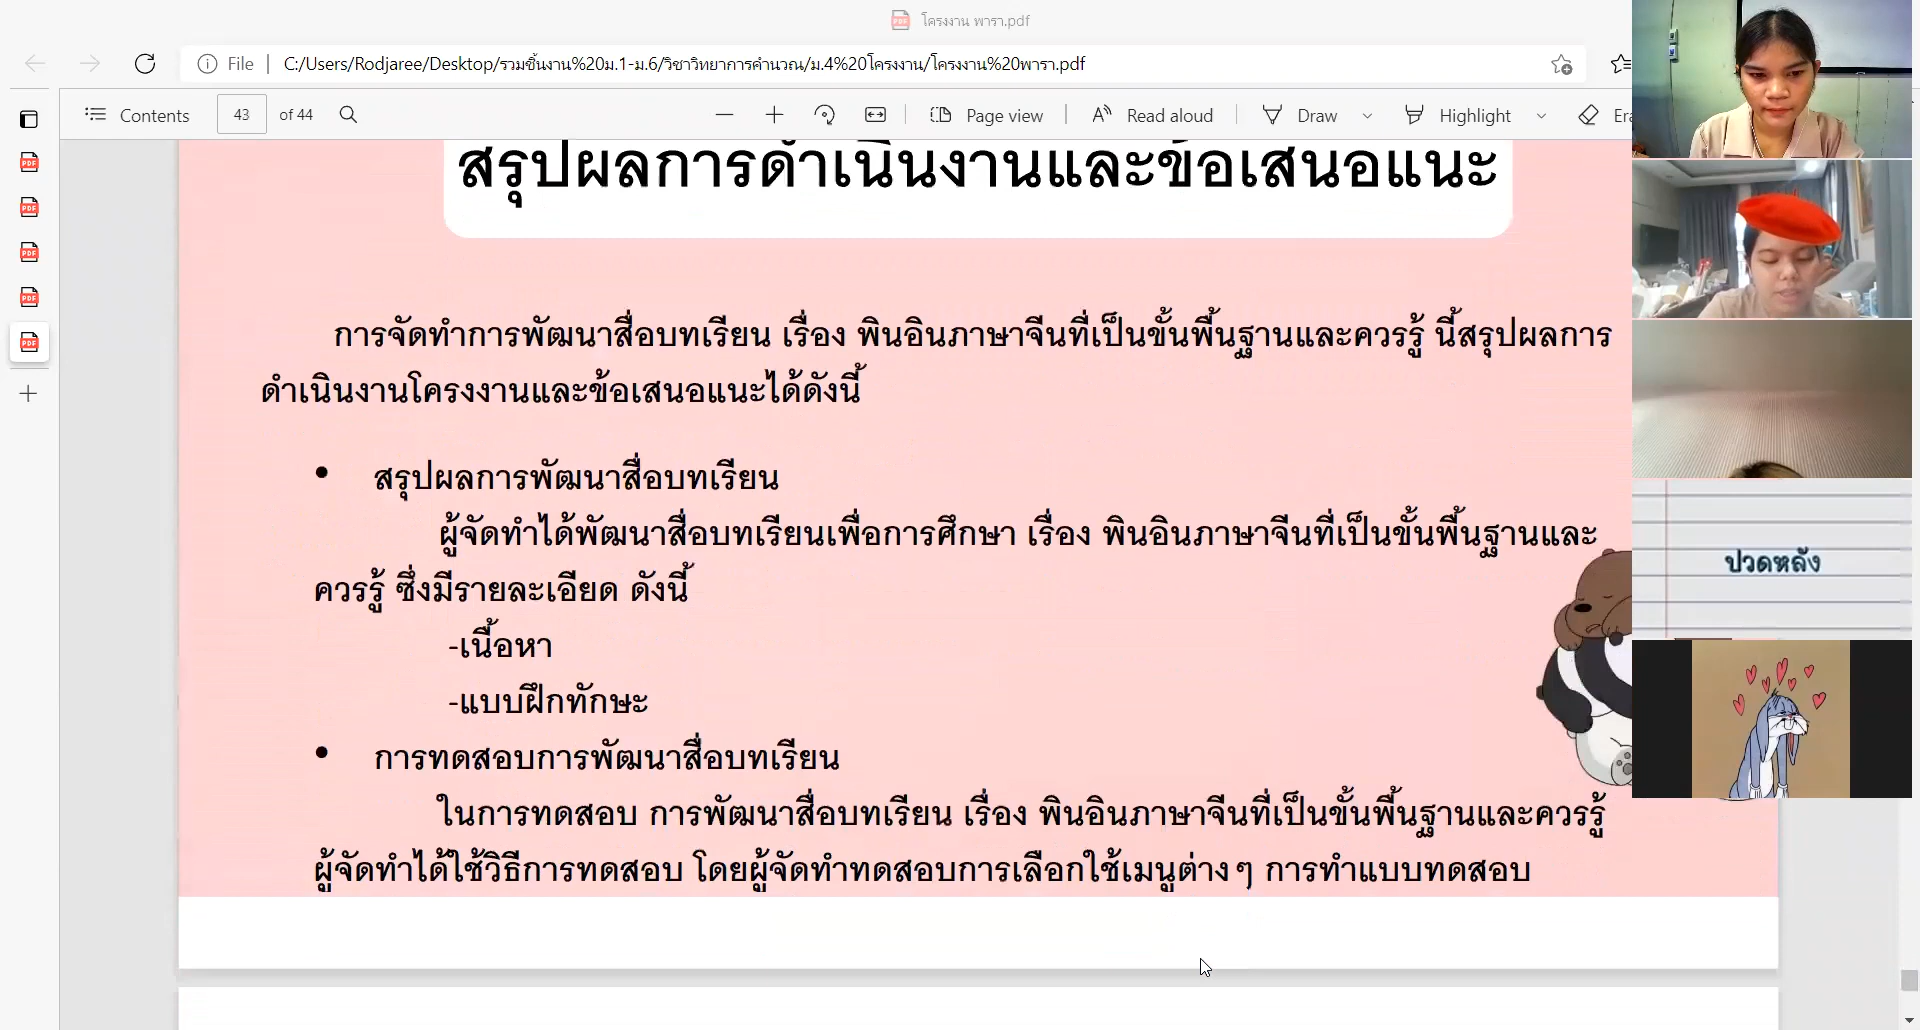 โครงงาน พารา.pdf
File
C:/Users/Rodjaree/Desktop/รวมชิ้นงาน%20ม.1-ม.6/วิชาวิทยาการคำนวณ/ม.4%20โครงงาน/โครงงาน%20พารา.pdf
Contents
43
of 44
Page view
Read aloud
Draw
Highlight
Era
สรุปผลการดำเนินงานและข้อเสนอแนะ
การจัดทำการพัฒนาสื่อบทเรียน เรื่อง พินอินภาษาจีนที่เป็นขั้นพื้นฐานและควรรู้ นี้สรุปผลการ
ดำเนินงานโครงงานและข้อเสนอแนะได้ดังนี้
• สรุปผลการพัฒนาสื่อบทเรียน
ผู้จัดทำได้พัฒนาสื่อบทเรียนเพื่อการศึกษา เรื่อง พินอินภาษาจีนที่เป็นขั้นพื้นฐานและ
ควรรู้ ซึ่งมีรายละเอียด ดังนี้
-เนื้อหา
-แบบฝึกทักษะ
• การทดสอบการพัฒนาสื่อบทเรียน
ในการทดสอบ การพัฒนาสื่อบทเรียน เรื่อง พินอินภาษาจีนที่เป็นขั้นพื้นฐานและควรรู้
ผู้จัดทำได้ใช้วิธีการทดสอบ โดยผู้จัดทำทดสอบการเลือกใช้เมนูต่าง ๆ การทำแบบทดสอบ
ปวดหลัง